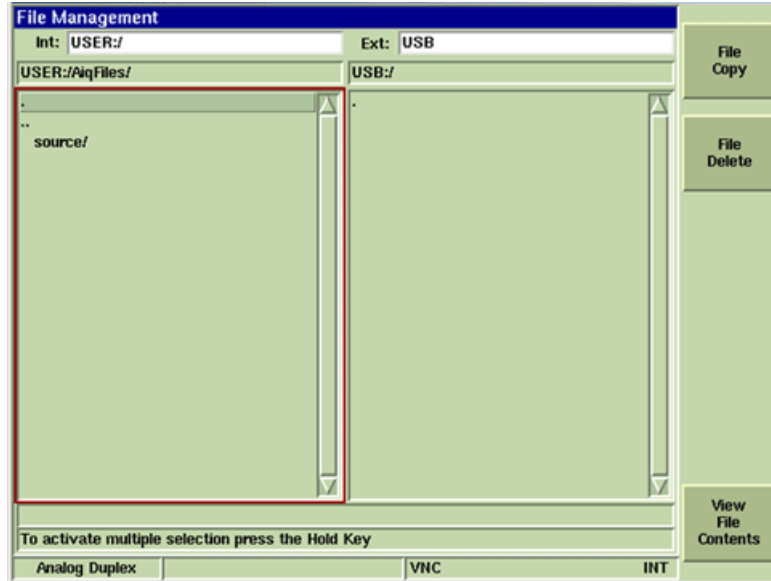 File Management
Int: USER:/ Ext: USB
USER:/AiqFiles/ USB:/
. .
..
source/
File
Copy
File
Delete
View
File
Contents
To activate multiple selection press the Hold Key
Analog Duplex VNC INT